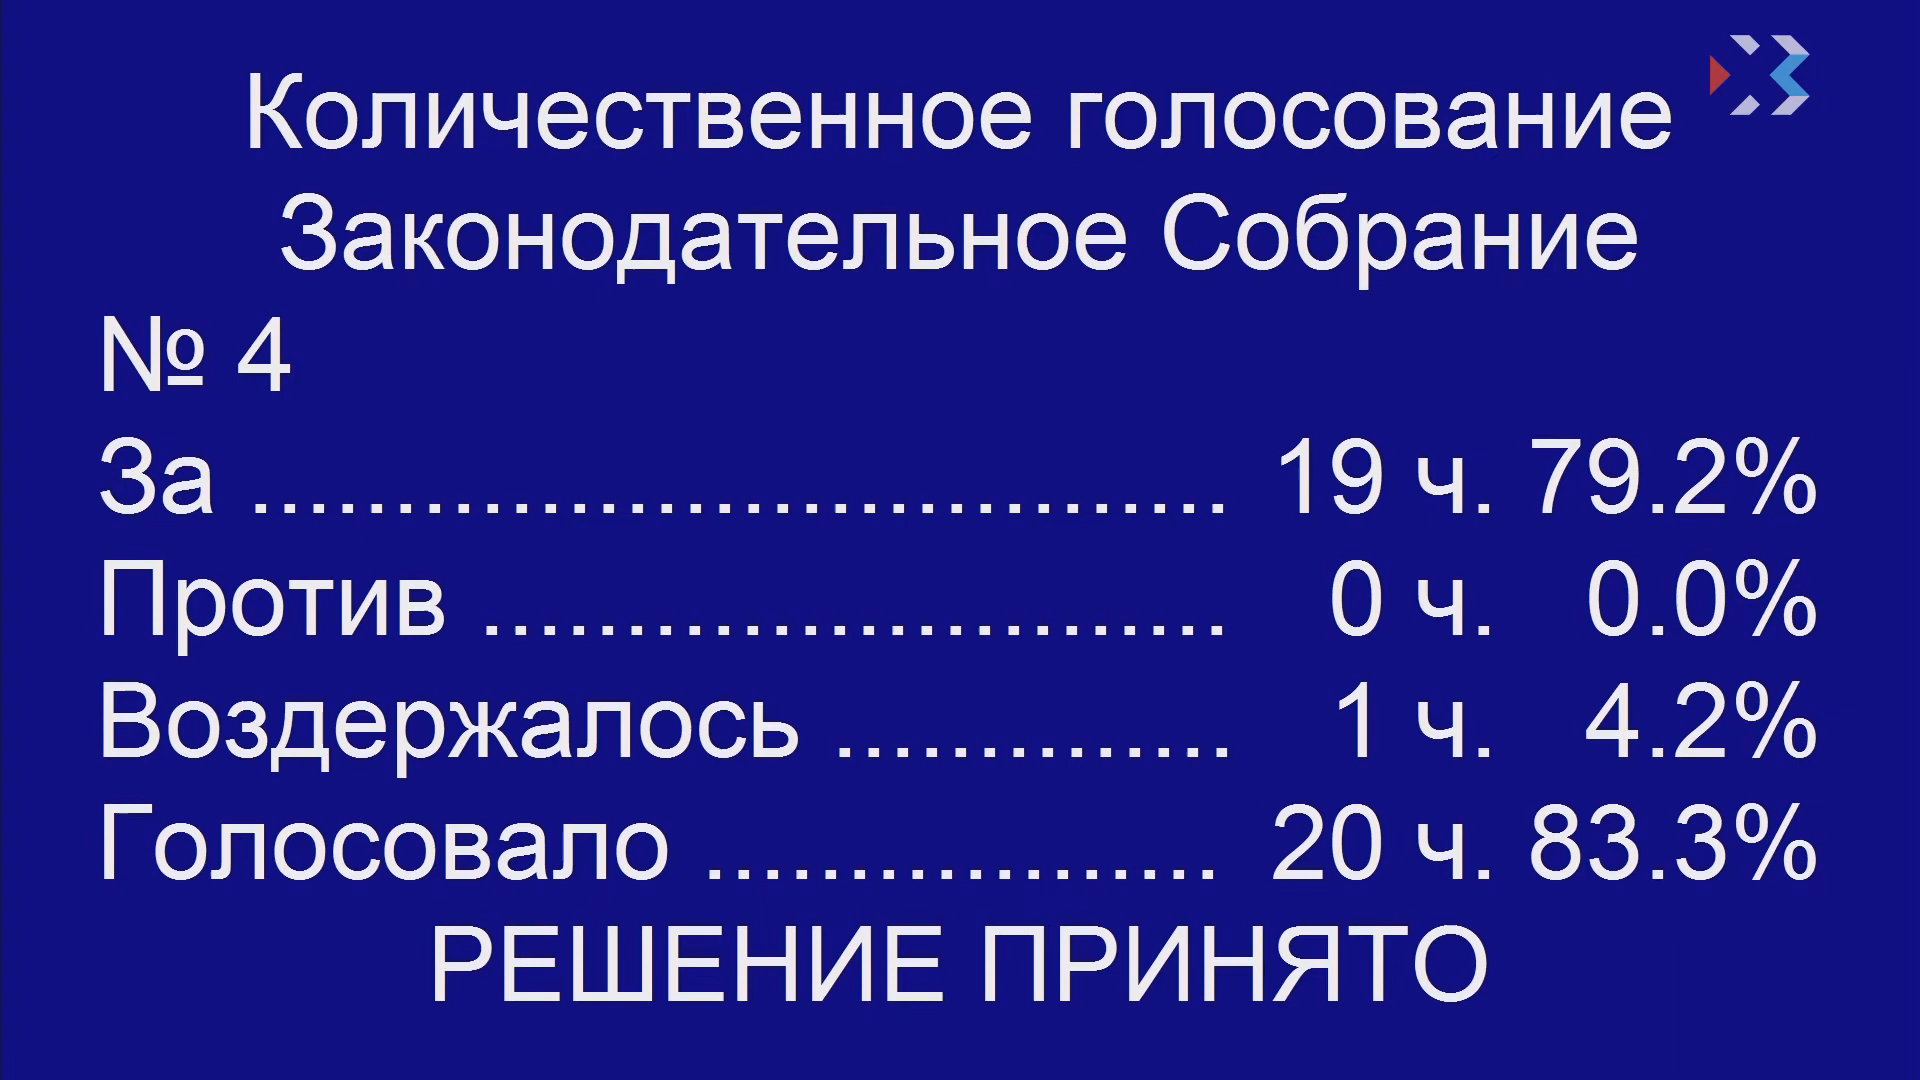 Количественное голосование
Законодательное Собрание
№ 4
За .................................. 19 ч. 79.2%
Против .......................... 0 ч. 0.0%
Воздержалось .............. 1 ч. 4.2%
Голосовало .................. 20 ч. 83.3%
РЕШЕНИЕ ПРИНЯТО